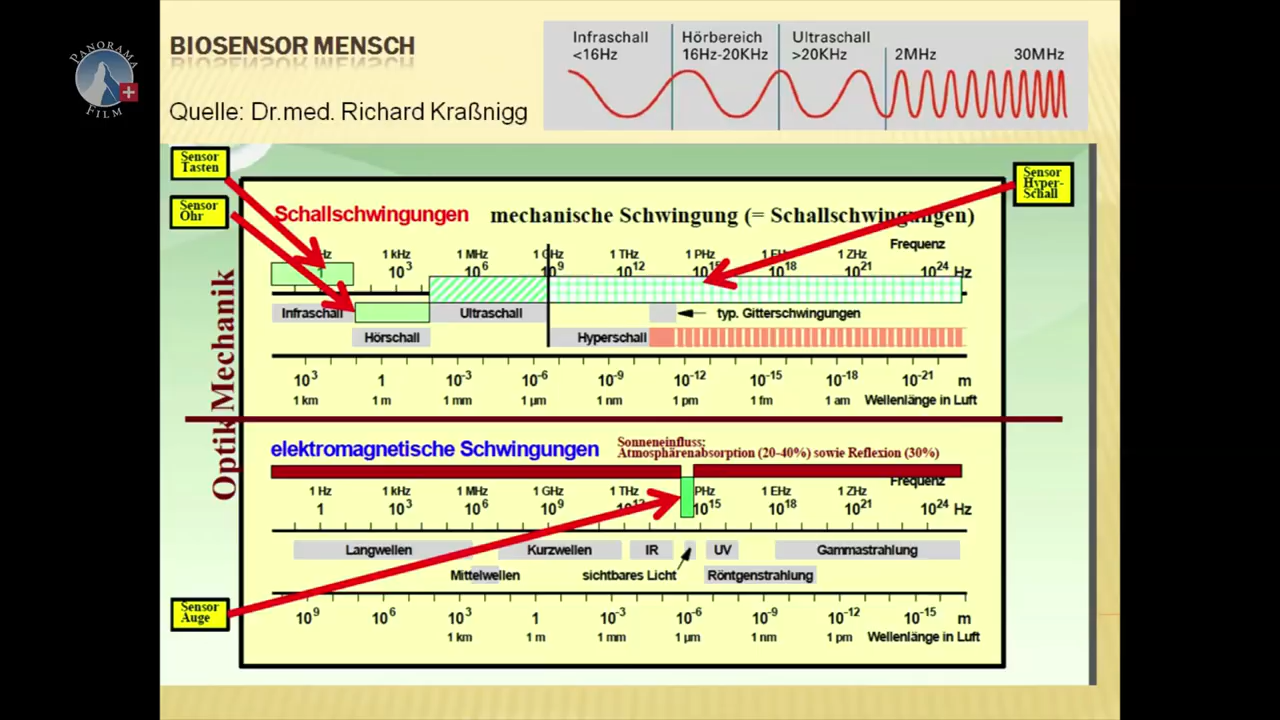 PANORAMA
FILM
BIOSENSOR MENSCH
Quelle: Dr.med. Richard Kraßnigg
Infraschall Hörbereich Ultraschall
<16Hz 16Hz-20KHz >20KHz 2MHz 30MHz
Sensor
Tasten
Sensor
Ohr
Sensor
Hyper-
Schall
Schallschwingungen mechanische Schwingung (= Schallschwingungen)
Frequenz
Hz 1 kHz 1 MHz 1 GHz 1 THz 1 PHz 1 EHz 1 ZHz
1 10³ 10⁶ 10⁹ 10¹² 10¹⁵ 10¹⁸ 10²¹ 10²⁴ Hz
Infraschall Ultraschall typ. Gitterschwingungen
Hörschall Hyperschall
10³ 1 10⁻³ 10⁻⁶ 10⁻⁹ 10⁻¹² 10⁻¹⁵ 10⁻¹⁸ 10⁻²¹ m
1 km 1 m 1 mm 1 µm 1 nm 1 pm 1 fm 1 am Wellenlänge in Luft
Optik Mechanik
elektromagnetische Schwingungen
Sonneneinfluss:
Atmosphärenabsorption (20-40%) sowie Reflexion (30%)
Frequenz
1 Hz 1 kHz 1 MHz 1 GHz 1 THz PHz 1 EHz 1 ZHz
1 10³ 10⁶ 10⁹ 10¹² 10¹⁵ 10¹⁸ 10²¹ 10²⁴ Hz
Langwellen Kurzwellen IR UV Gammastrahlung
Mittelwellen sichtbares Licht Röntgenstrahlung
Sensor
Auge
10⁹ 10⁶ 10³ 1 10⁻³ 10⁻⁶ 10⁻⁹ 10⁻¹² 10⁻¹⁵ m
1 km 1 m 1 mm 1 µm 1 nm 1 pm Wellenlänge in Luft